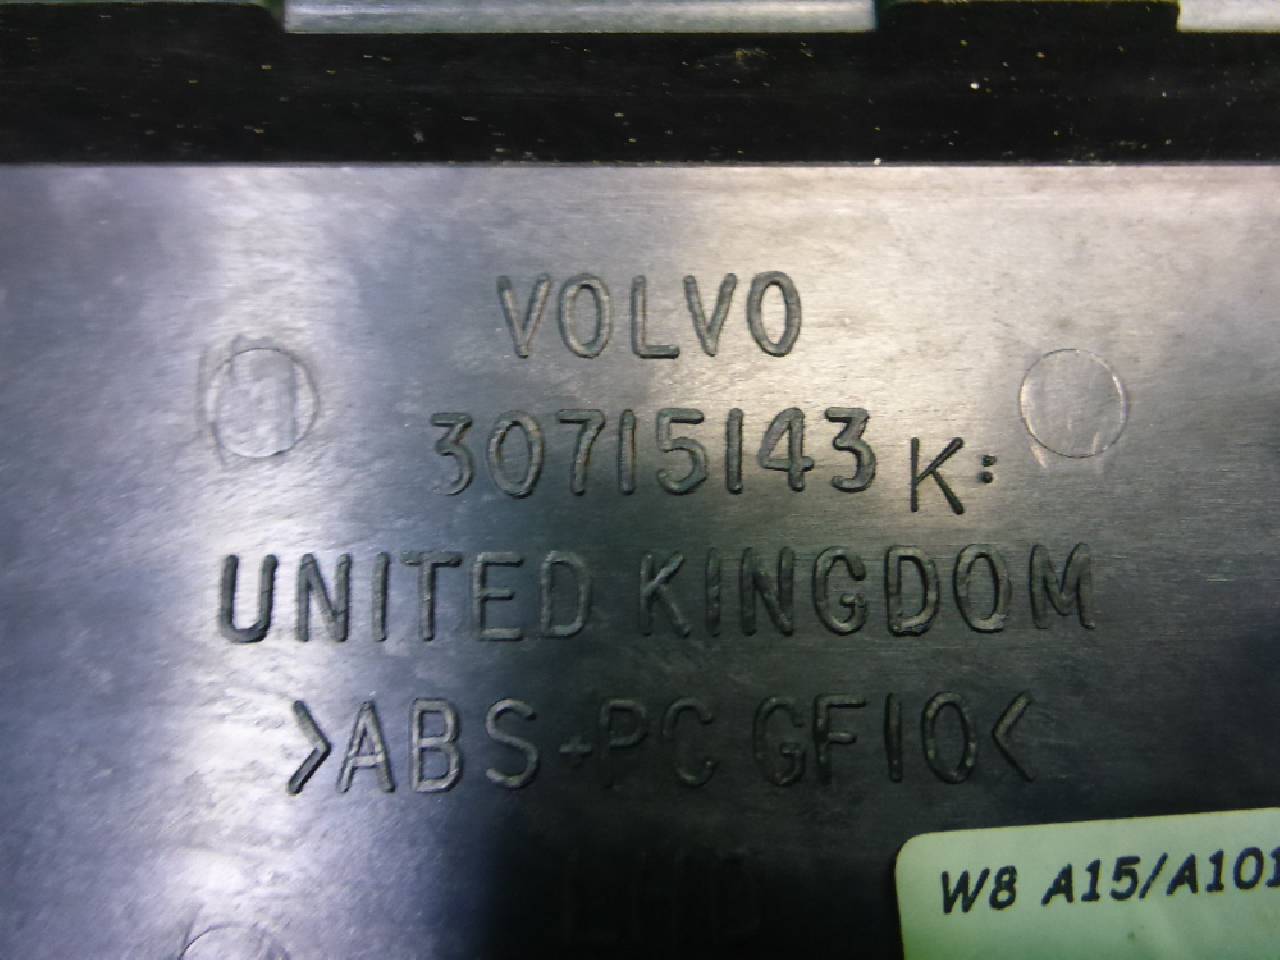 VOLVO
30715143 K:
UNITED KINGDOM
>ABS+PC GF10<
W8 A15/A101